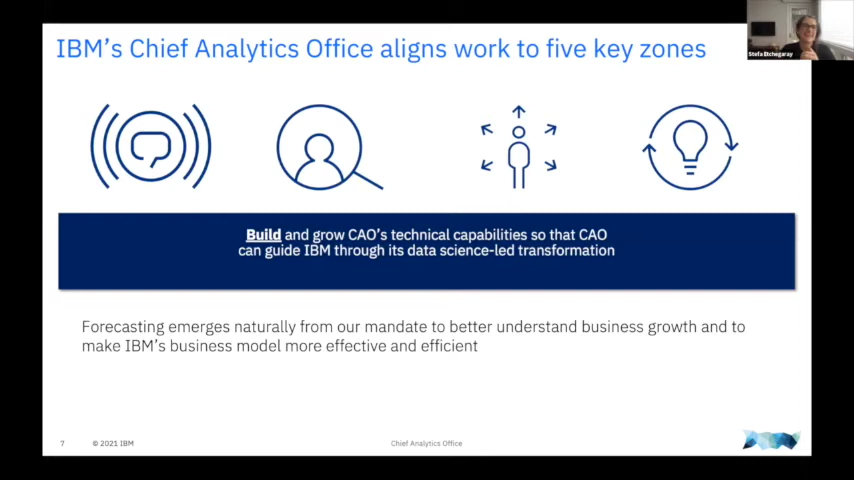 IBM's Chief Analytics Office aligns work to five key zones
Stefa Etchegaray
Build and grow CAO's technical capabilities so that CAO
can guide IBM through its data science-led transformation
Forecasting emerges naturally from our mandate to better understand business growth and to
make IBM's business model more effective and efficient
7 © 2021 IBM Chief Analytics Office